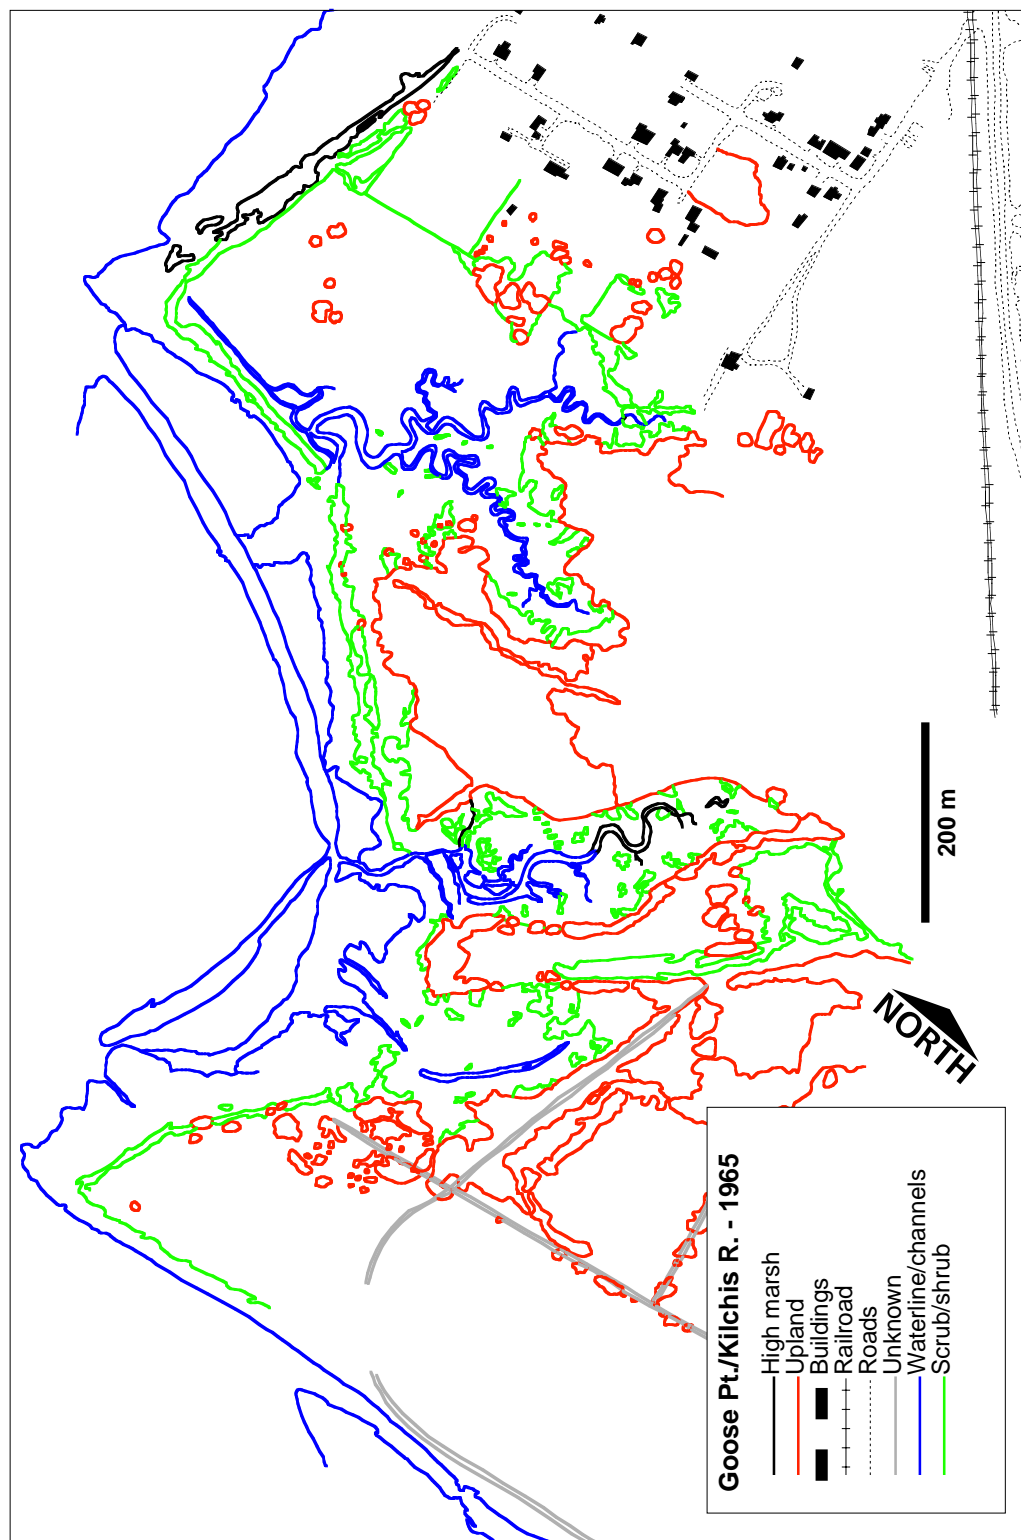 Goose Pt./Kilchis R. - 1965
High marsh
Upland
Buildings
Railroad
Roads
Unknown
Waterline/channels
Scrub/shrub
200 m
NORTH